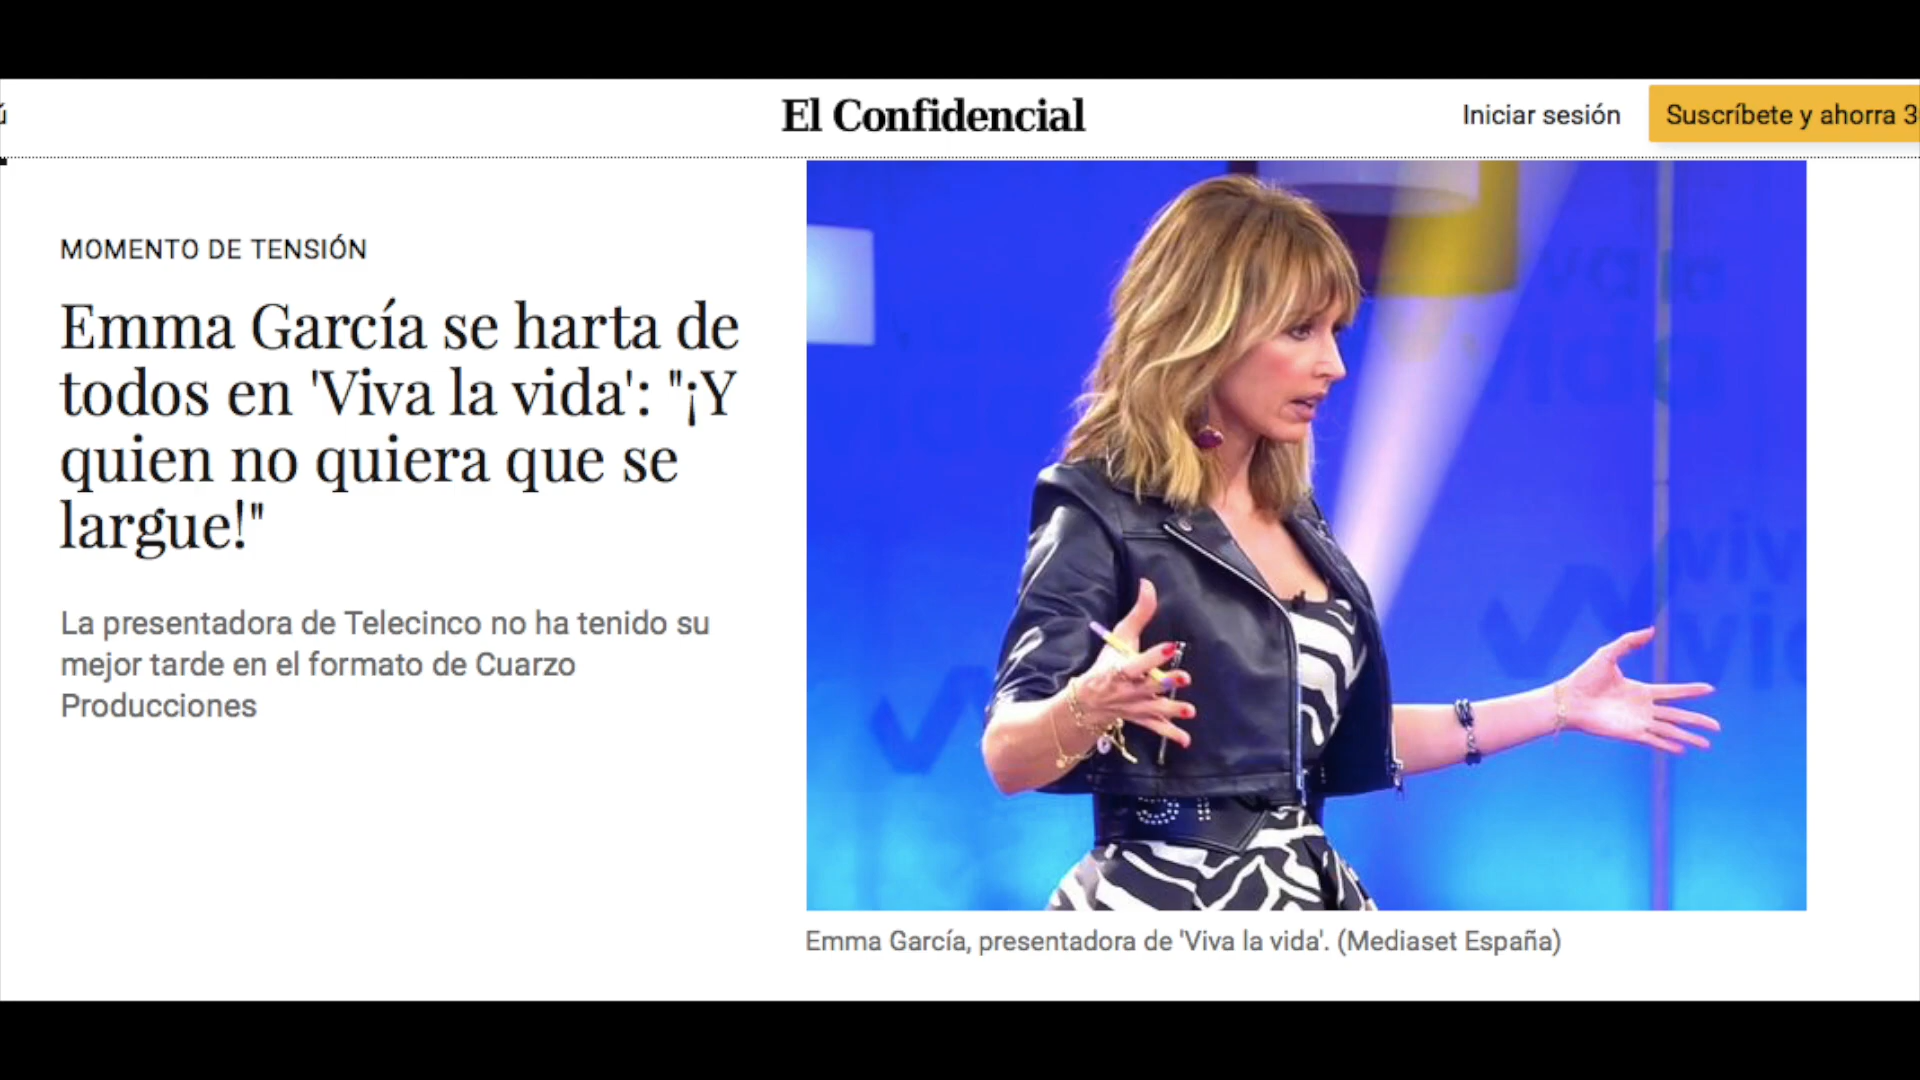 El Confidencial
Iniciar sesión
Suscríbete y ahorra 3
MOMENTO DE TENSIÓN
Emma García se harta de
todos en 'Viva la vida': "¡Y
quien no quiera que se
largue!"
La presentadora de Telecinco no ha tenido su
mejor tarde en el formato de Cuarzo
Producciones
Emma García, presentadora de 'Viva la vida'. (Mediaset España)